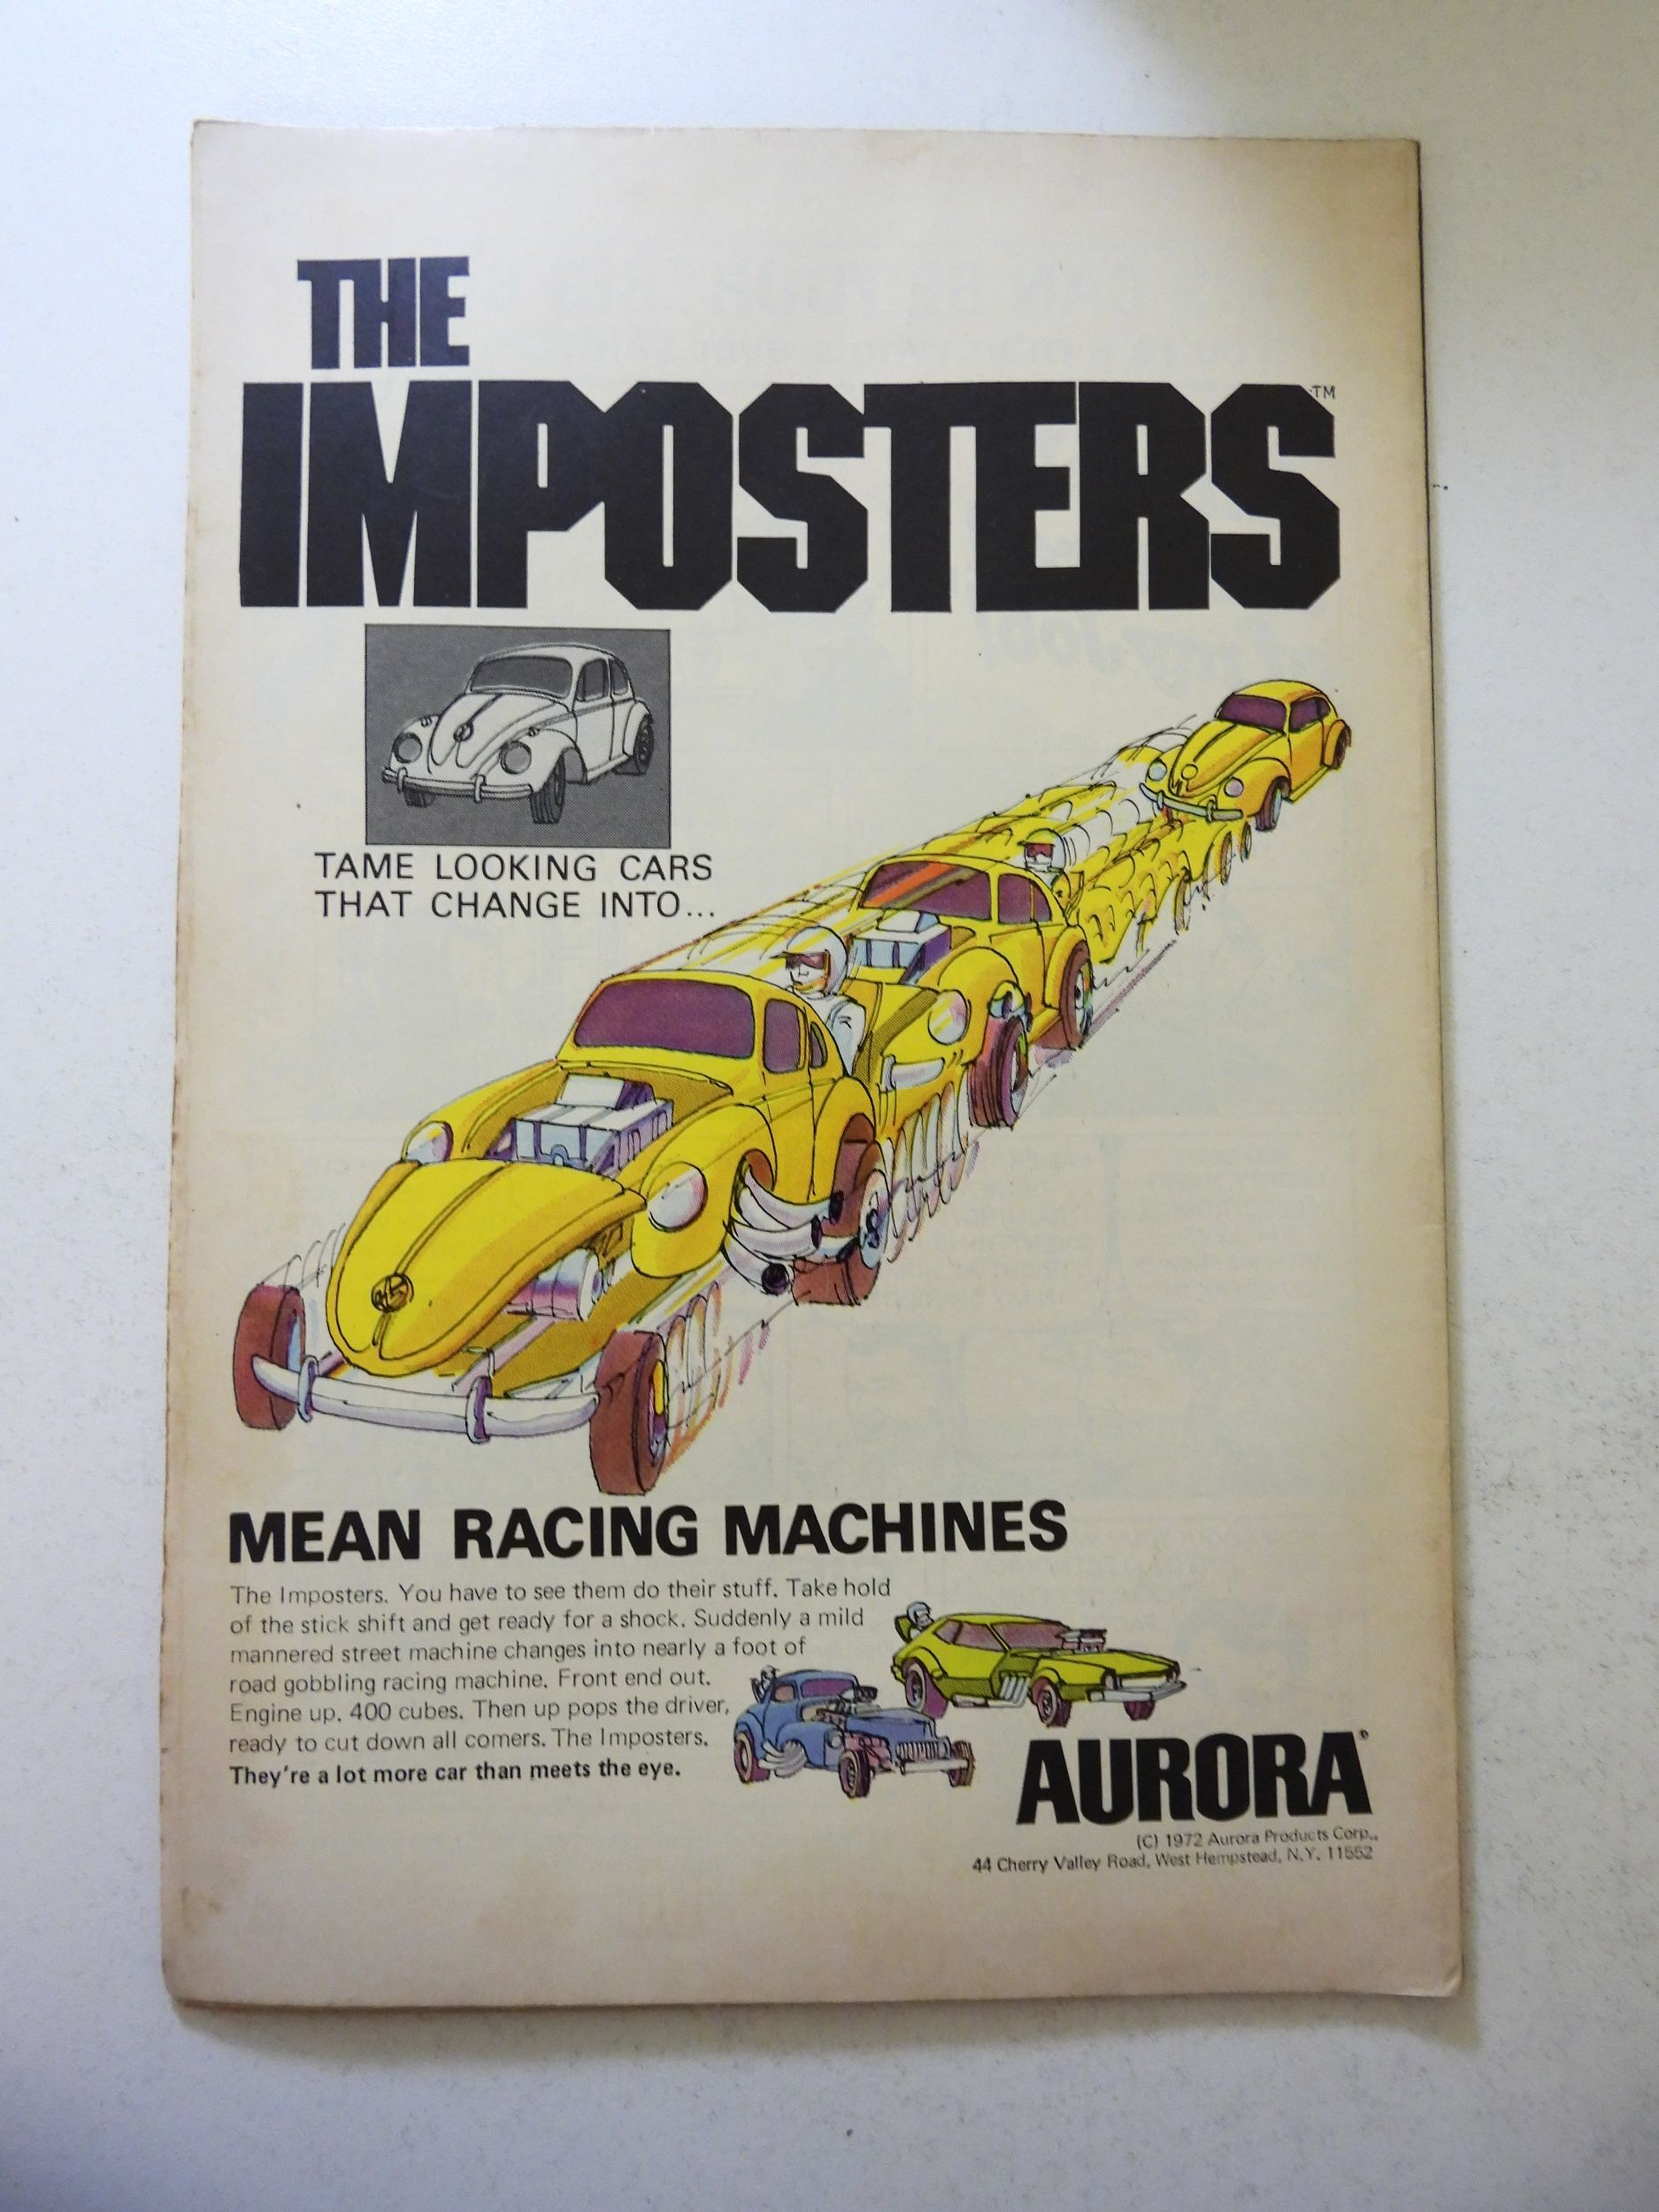 THE
IMPOSTERS™
TAME LOOKING CARS
THAT CHANGE INTO...
MEAN RACING MACHINES
The Imposters. You have to see them do their stuff. Take hold
of the stick shift and get ready for a shock. Suddenly a mild
mannered street machine changes into nearly a foot of
road gobbling racing machine. Front end out.
Engine up. 400 cubes. Then up pops the driver,
ready to cut down all comers. The Imposters.
They're a lot more car than meets the eye.
AURORA®
(C) 1972 Aurora Products Corp.,
44 Cherry Valley Road, West Hempstead, N.Y. 11552